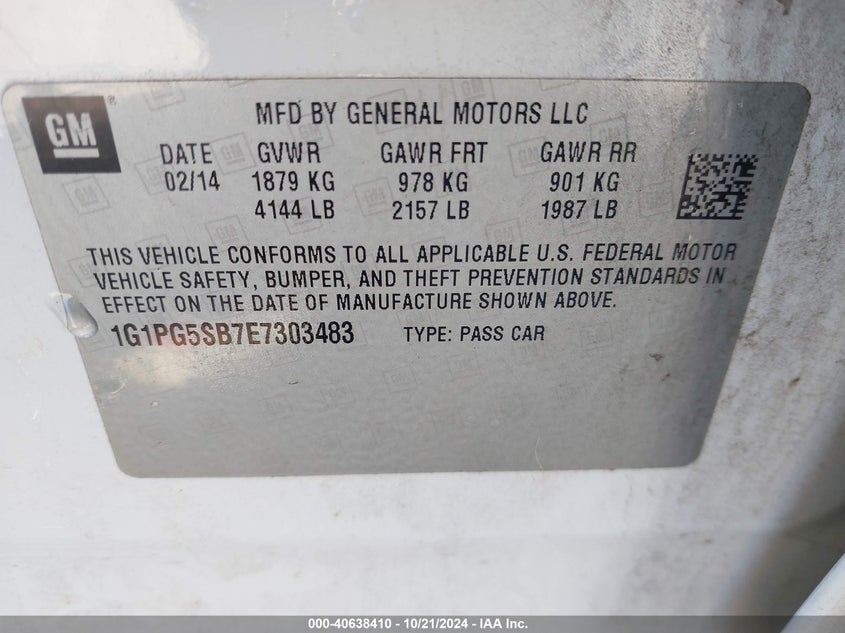 GM ®
MFD BY GENERAL MOTORS LLC
DATE GVWR GAWR FRT GAWR RR
02/14 1879 KG 978 KG 901 KG
4144 LB 2157 LB 1987 LB
THIS VEHICLE CONFORMS TO ALL APPLICABLE U.S. FEDERAL MOTOR
VEHICLE SAFETY, BUMPER, AND THEFT PREVENTION STANDARDS IN
EFFECT ON THE DATE OF MANUFACTURE SHOWN ABOVE.
1G1PG5SB7E7303483 TYPE: PASS CAR
000-40638410 - 10/21/2024 - IAA Inc.